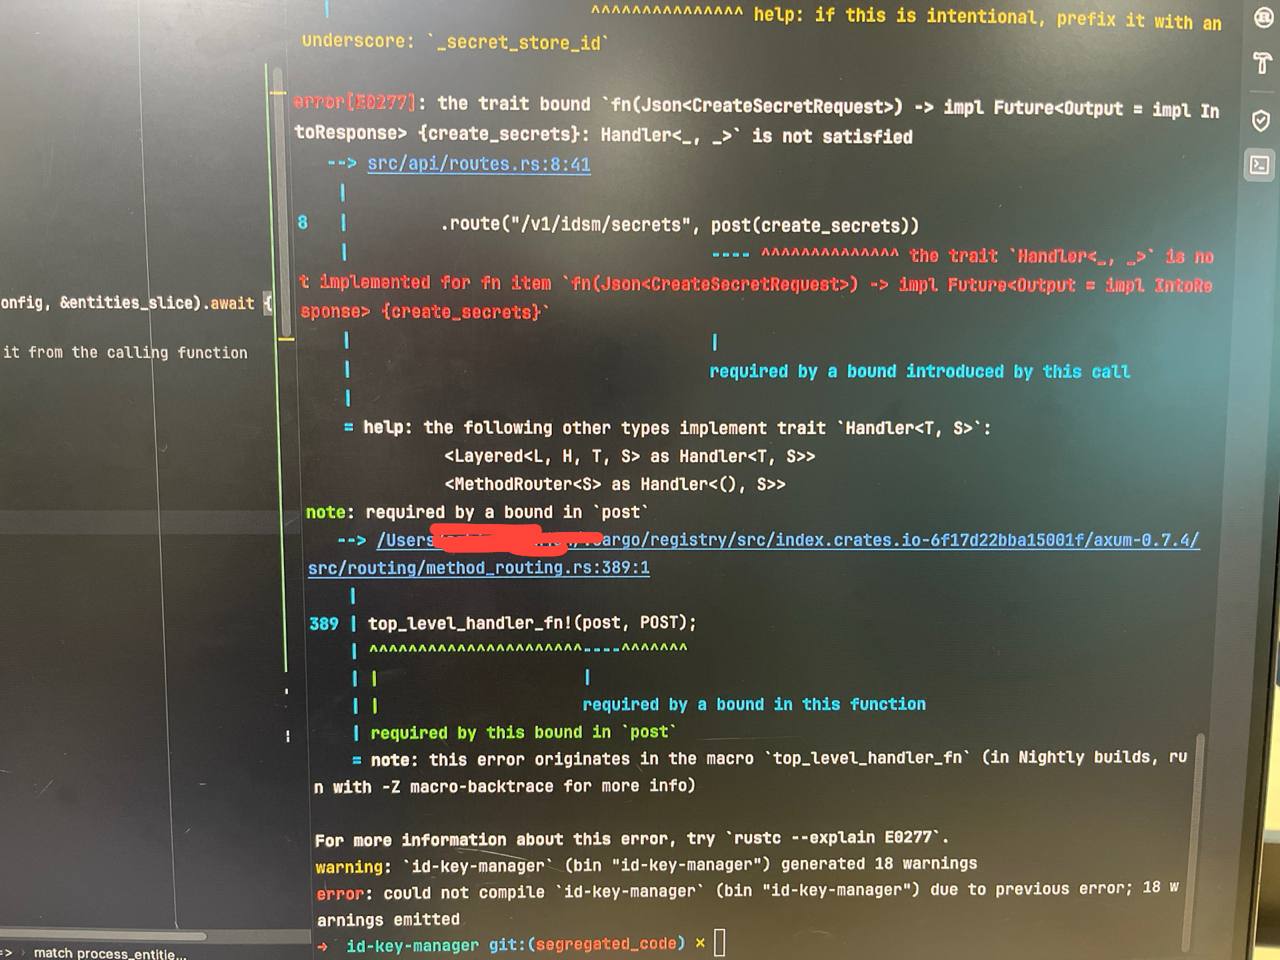 ^^^^^^^^^^^^^^^ help: if this is intentional, prefix it with an
underscore: `_secret_store_id`
error[E0277]: the trait bound `fn(Json<CreateSecretRequest>) -> impl Future<Output = impl In
toResponse> {create_secrets}: Handler<_, _>` is not satisfied
--> src/api/routes.rs:8:41
|
8 | .route("/v1/idsm/secrets", post(create_secrets))
| ---- ^^^^^^^^^^^^^^ the trait `Handler<_, _>` is no
t implemented for fn item `fn(Json<CreateSecretRequest>) -> impl Future<Output = impl IntoRe
sponse> {create_secrets}`
| |
| required by a bound introduced by this call
|
= help: the following other types implement trait `Handler<T, S>`:
<Layered<L, H, T, S> as Handler<T, S>>
<MethodRouter<S> as Handler<(), S>>
note: required by a bound in `post`
--> /Users argo/registry/src/index.crates.io-6f17d22bba15001f/axum-0.7.4/
src/routing/method_routing.rs:389:1
|
389 | top_level_handler_fn!(post, POST);
| ^^^^^^^^^^^^^^^^^^^^^^----^^^^^^^
| | |
| | required by a bound in this function
| required by this bound in `post`
= note: this error originates in the macro `top_level_handler_fn` (in Nightly builds, ru
n with -Z macro-backtrace for more info)
For more information about this error, try `rustc --explain E0277`.
warning: `id-key-manager` (bin "id-key-manager") generated 18 warnings
error: could not compile `id-key-manager` (bin "id-key-manager") due to previous error; 18 w
arnings emitted
→ id-key-manager git:(segregated_code) ×
onfig, &entities_slice).await {
it from the calling function
=> › match process_entitie...